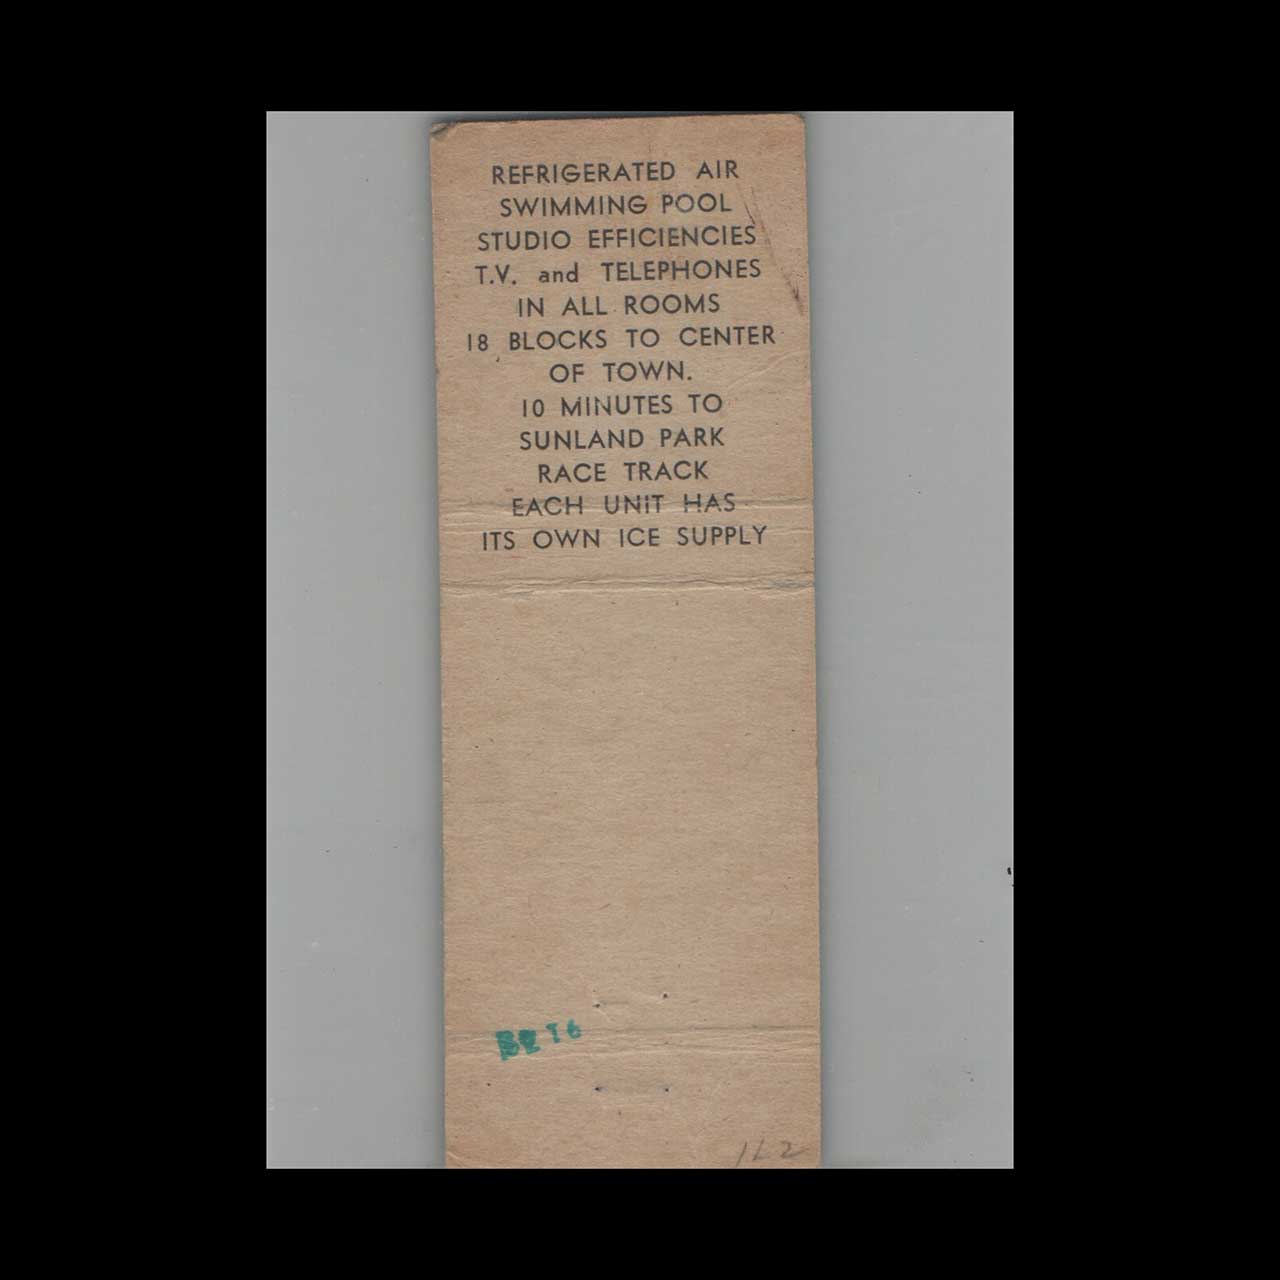 REFRIGERATED AIR
SWIMMING POOL
STUDIO EFFICIENCIES
T.V. and TELEPHONES
IN ALL ROOMS
18 BLOCKS TO CENTER
OF TOWN.
10 MINUTES TO
SUNLAND PARK
RACE TRACK
EACH UNIT HAS
ITS OWN ICE SUPPLY